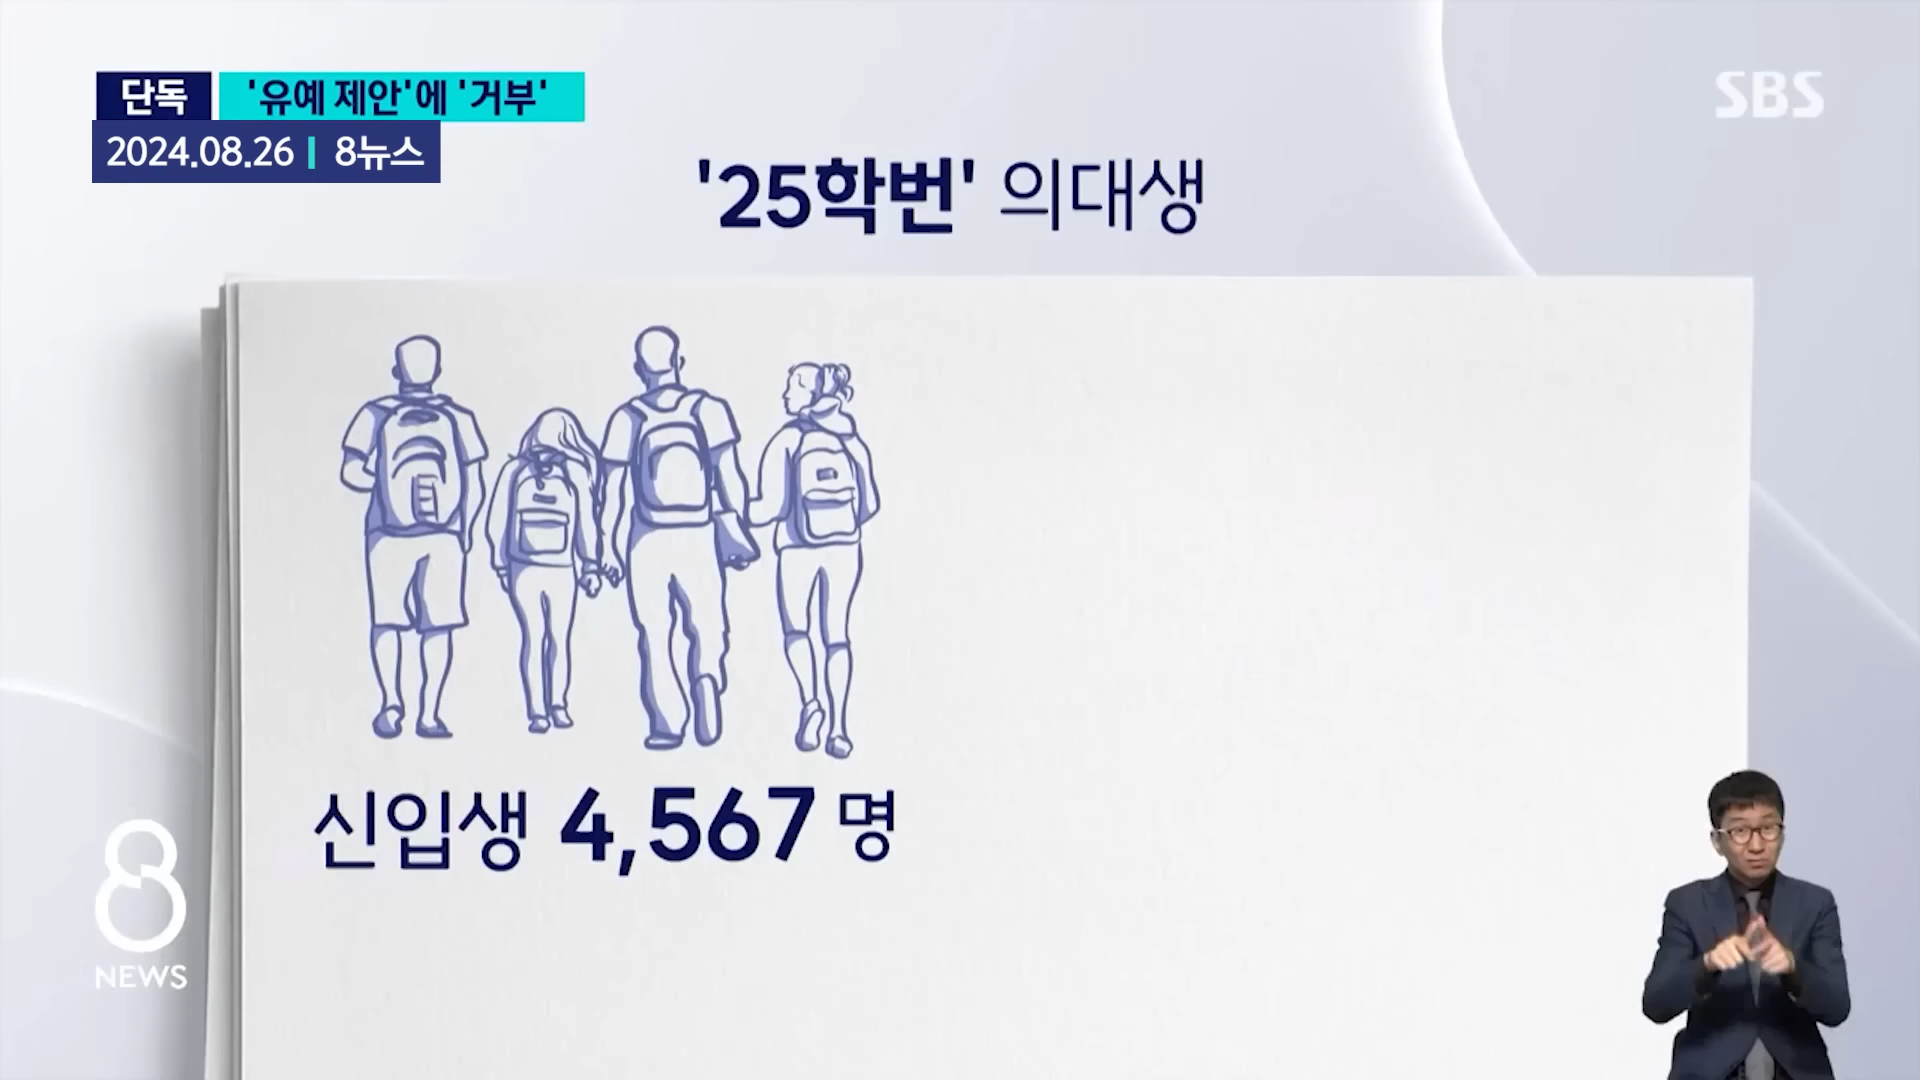 단독 '유예 제안'에 '거부'
SBS
2024.08.26 | 8뉴스
'25학번' 의대생
신입생 4,567 명
8
NEWS